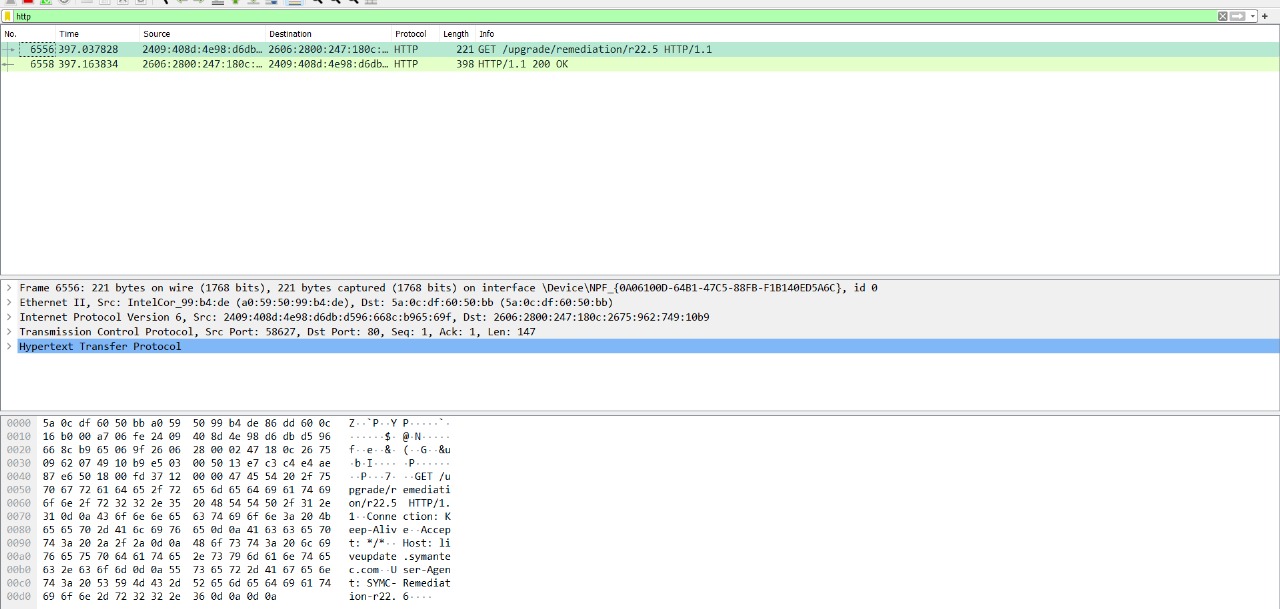 http
No. Time Source Destination Protocol Length Info
6556 397.037828 2409:408d:4e98:d6db… 2606:2800:247:180c:… HTTP 221 GET /upgrade/remediation/r22.5 HTTP/1.1
6558 397.163834 2606:2800:247:180c:… 2409:408d:4e98:d6db… HTTP 398 HTTP/1.1 200 OK
Frame 6556: 221 bytes on wire (1768 bits), 221 bytes captured (1768 bits) on interface \Device\NPF_{0A06100D-64B1-47C5-88FB-F1B140ED5A6C}, id 0
Ethernet II, Src: IntelCor_99:b4:de (a0:59:50:99:b4:de), Dst: 5a:0c:df:60:50:bb (5a:0c:df:60:50:bb)
Internet Protocol Version 6, Src: 2409:408d:4e98:d6db:d596:668c:b965:69f, Dst: 2606:2800:247:180c:2675:962:749:10b9
Transmission Control Protocol, Src Port: 58627, Dst Port: 80, Seq: 1, Ack: 1, Len: 147
Hypertext Transfer Protocol
0000 5a 0c df 60 50 bb a0 59 50 99 b4 de 86 dd 60 0c Z··`P··Y P·····`·
0010 16 b0 00 a7 06 fe 24 09 40 8d 4e 98 d6 db d5 96 ······$· @·N·····
0020 66 8c b9 65 06 9f 26 06 28 00 02 47 18 0c 26 75 f··e··&· (··G··&u
0030 09 62 07 49 10 b9 e5 03 00 50 13 e7 c3 c4 e4 ae ·b·I···· ·P······
0040 87 e6 50 18 00 fd 37 12 00 00 47 45 54 20 2f 75 ··P···7· ··GET /u
0050 70 67 72 61 64 65 2f 72 65 6d 65 64 69 61 74 69 pgrade/r emediati
0060 6f 6e 2f 72 32 32 2e 35 20 48 54 54 50 2f 31 2e on/r22.5 HTTP/1.
0070 31 0d 0a 43 6f 6e 6e 65 63 74 69 6f 6e 3a 20 4b 1··Conne ction: K
0080 65 65 70 2d 41 6c 69 76 65 0d 0a 41 63 63 65 70 eep-Aliv e··Accep
0090 74 3a 20 2a 2f 2a 0d 0a 48 6f 73 74 3a 20 6c 69 t: */*·· Host: li
00a0 76 65 75 70 64 61 74 65 2e 73 79 6d 61 6e 74 65 veupdate .symante
00b0 63 2e 63 6f 6d 0d 0a 55 73 65 72 2d 41 67 65 6e c.com··U ser-Agen
00c0 74 3a 20 53 59 4d 43 2d 52 65 6d 65 64 69 61 74 t: SYMC- Remediat
00d0 69 6f 6e 2d 72 32 32 2e 36 0d 0a 0d 0a ion-r22. 6····